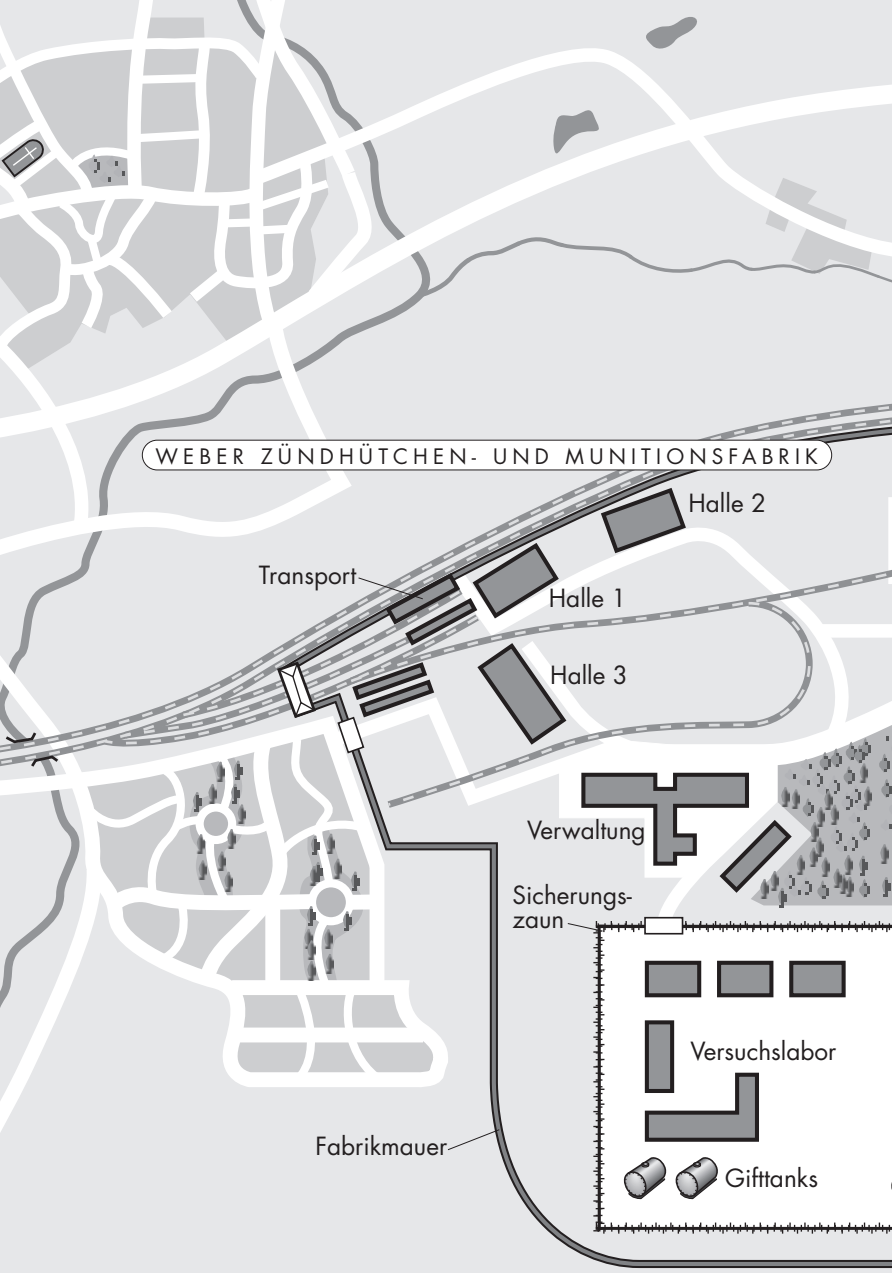 WEBER ZÜNDHÜTCHEN- UND MUNITIONSFABRIK
Halle 2
Transport
Halle 1
Halle 3
Verwaltung
Sicherungs-
zaun
Versuchslabor
Fabrikmauer
Gifttanks